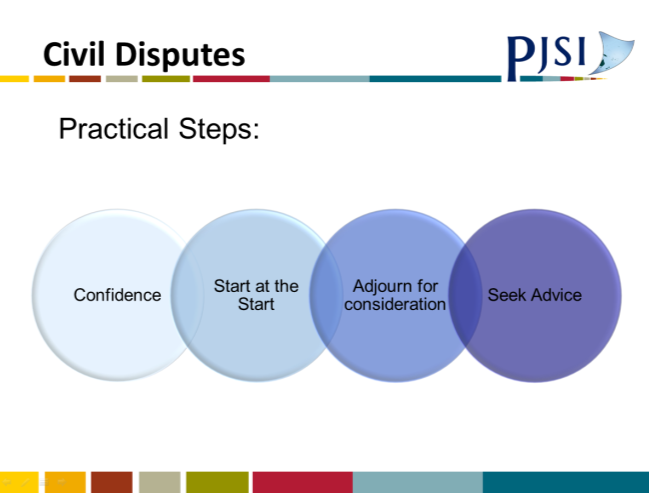 Civil Disputes
PJSI
Practical Steps:
Confidence
Start at the
Start
Adjourn for
consideration
Seek Advice